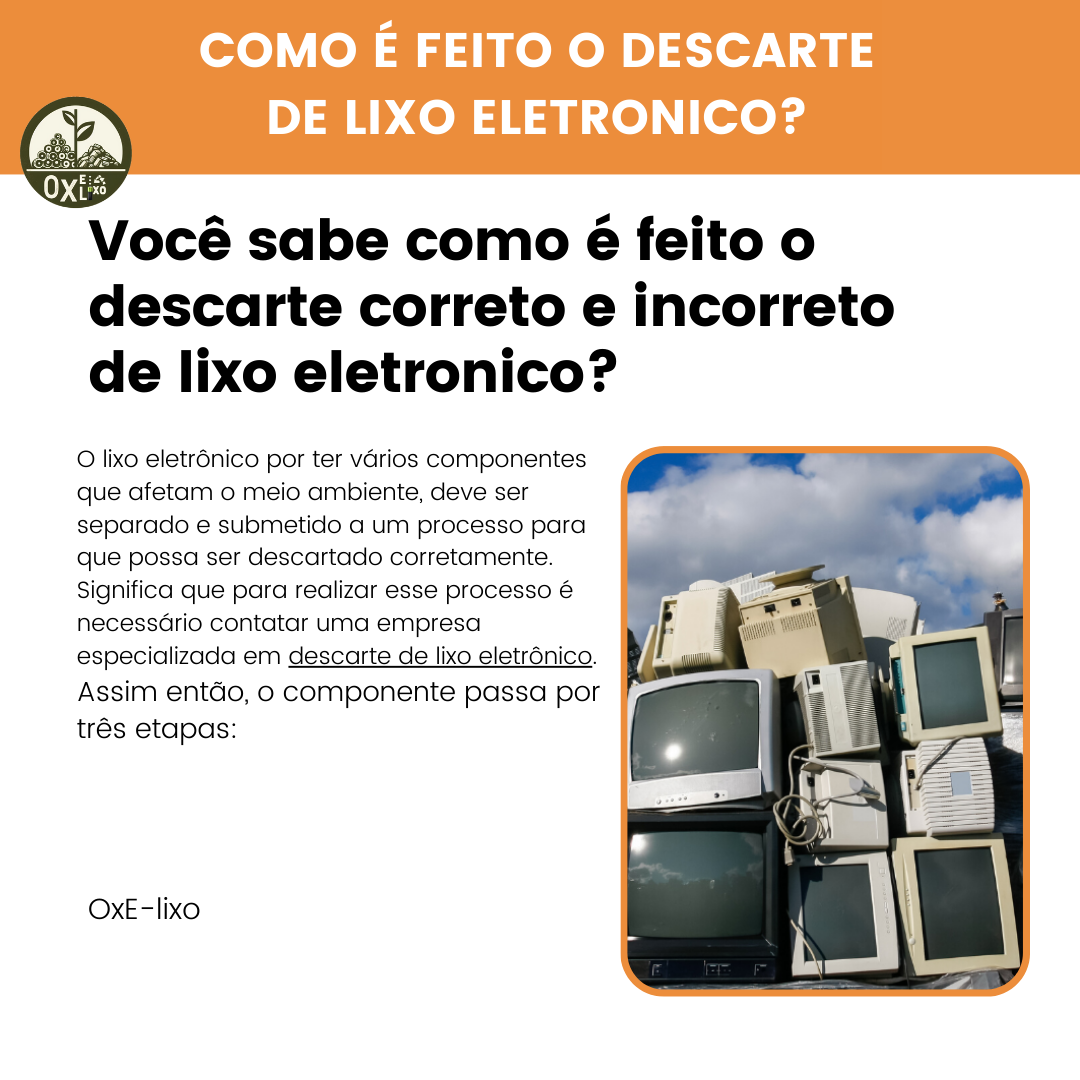 COMO É FEITO O DESCARTE
DE LIXO ELETRONICO?
OXE
LIXO
Você sabe como é feito o
descarte correto e incorreto
de lixo eletronico?
O lixo eletrônico por ter vários componentes
que afetam o meio ambiente, deve ser
separado e submetido a um processo para
que possa ser descartado corretamente.
Significa que para realizar esse processo é
necessário contatar uma empresa
especializada em descarte de lixo eletrônico.
Assim então, o componente passa por
três etapas:
OxE-lixo